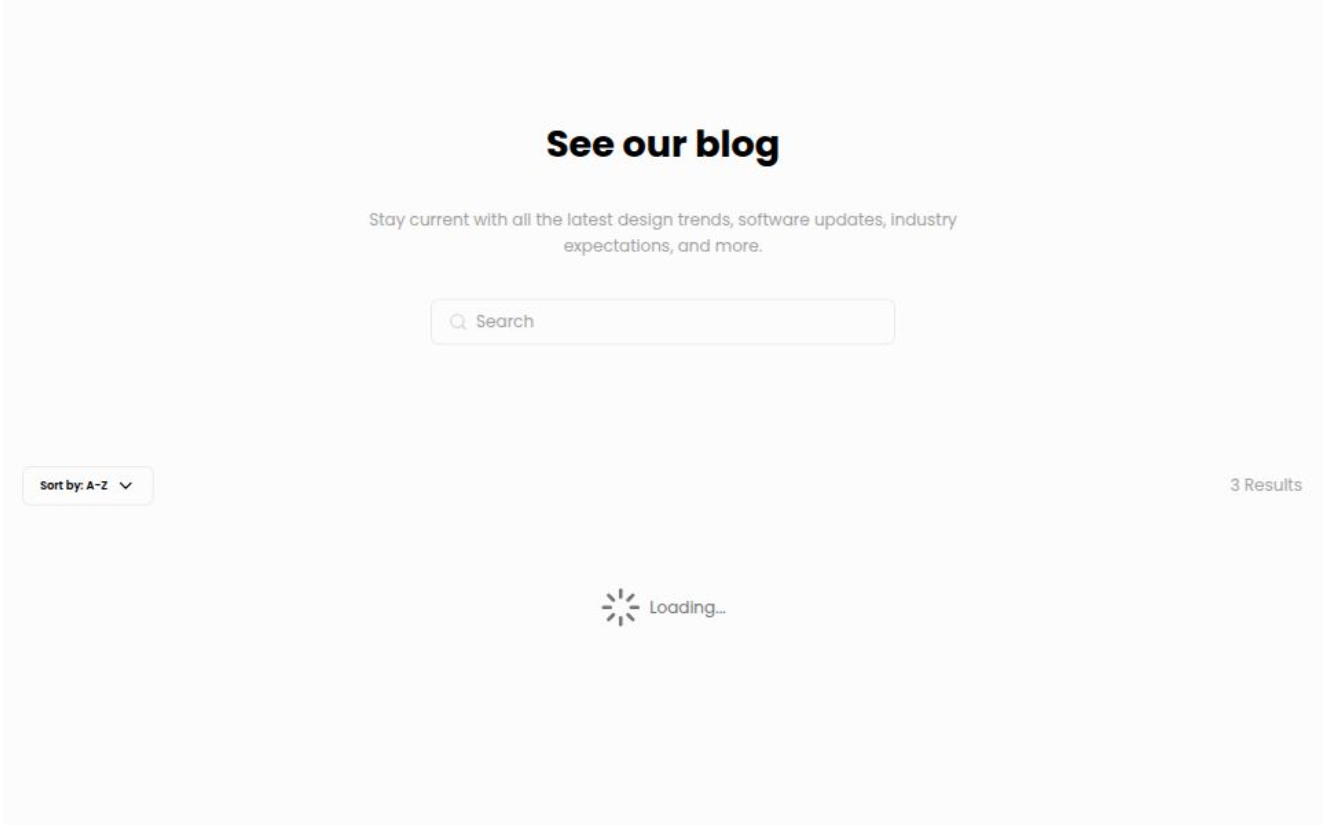 See our blog
Stay current with all the latest design trends, software updates, industry
expectations, and more.
Search
Sort by: A-Z
3 Results
Loading...